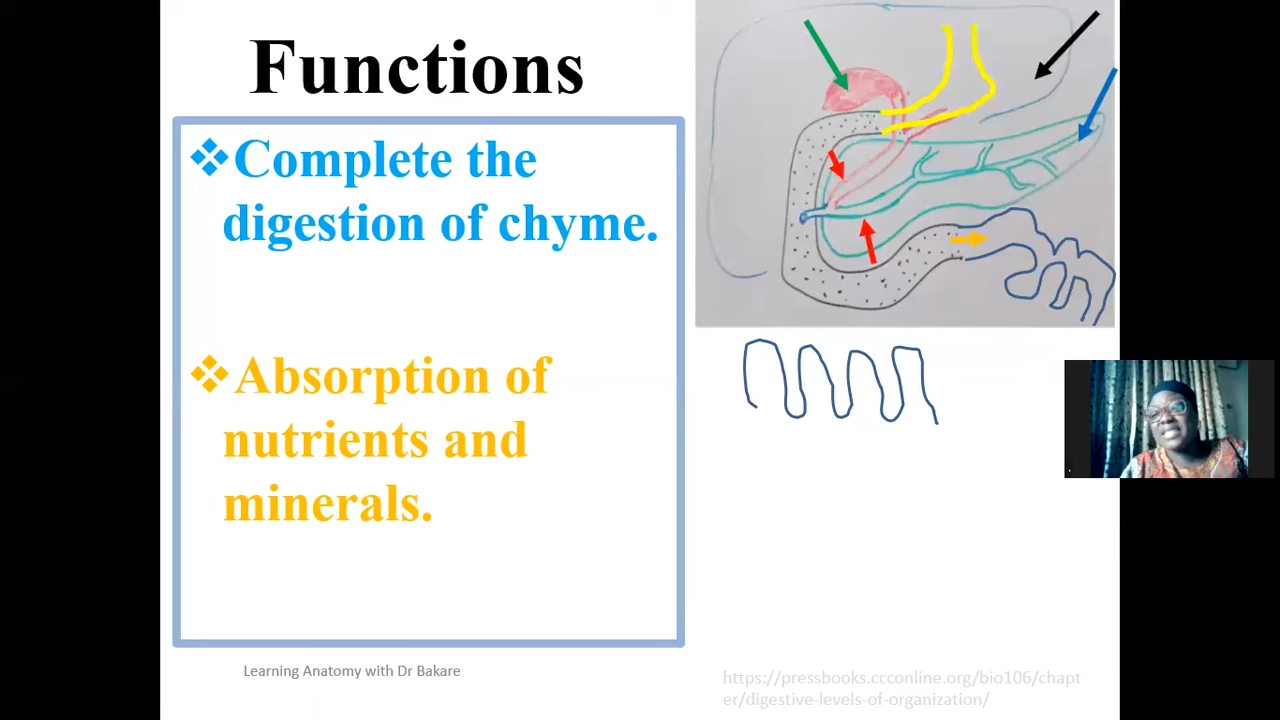 Functions
❖Complete the
digestion of chyme.
❖Absorption of
nutrients and
minerals.
Learning Anatomy with Dr Bakare
https://pressbooks.ccconline.org/bio106/chapt
er/digestive-levels-of-organization/